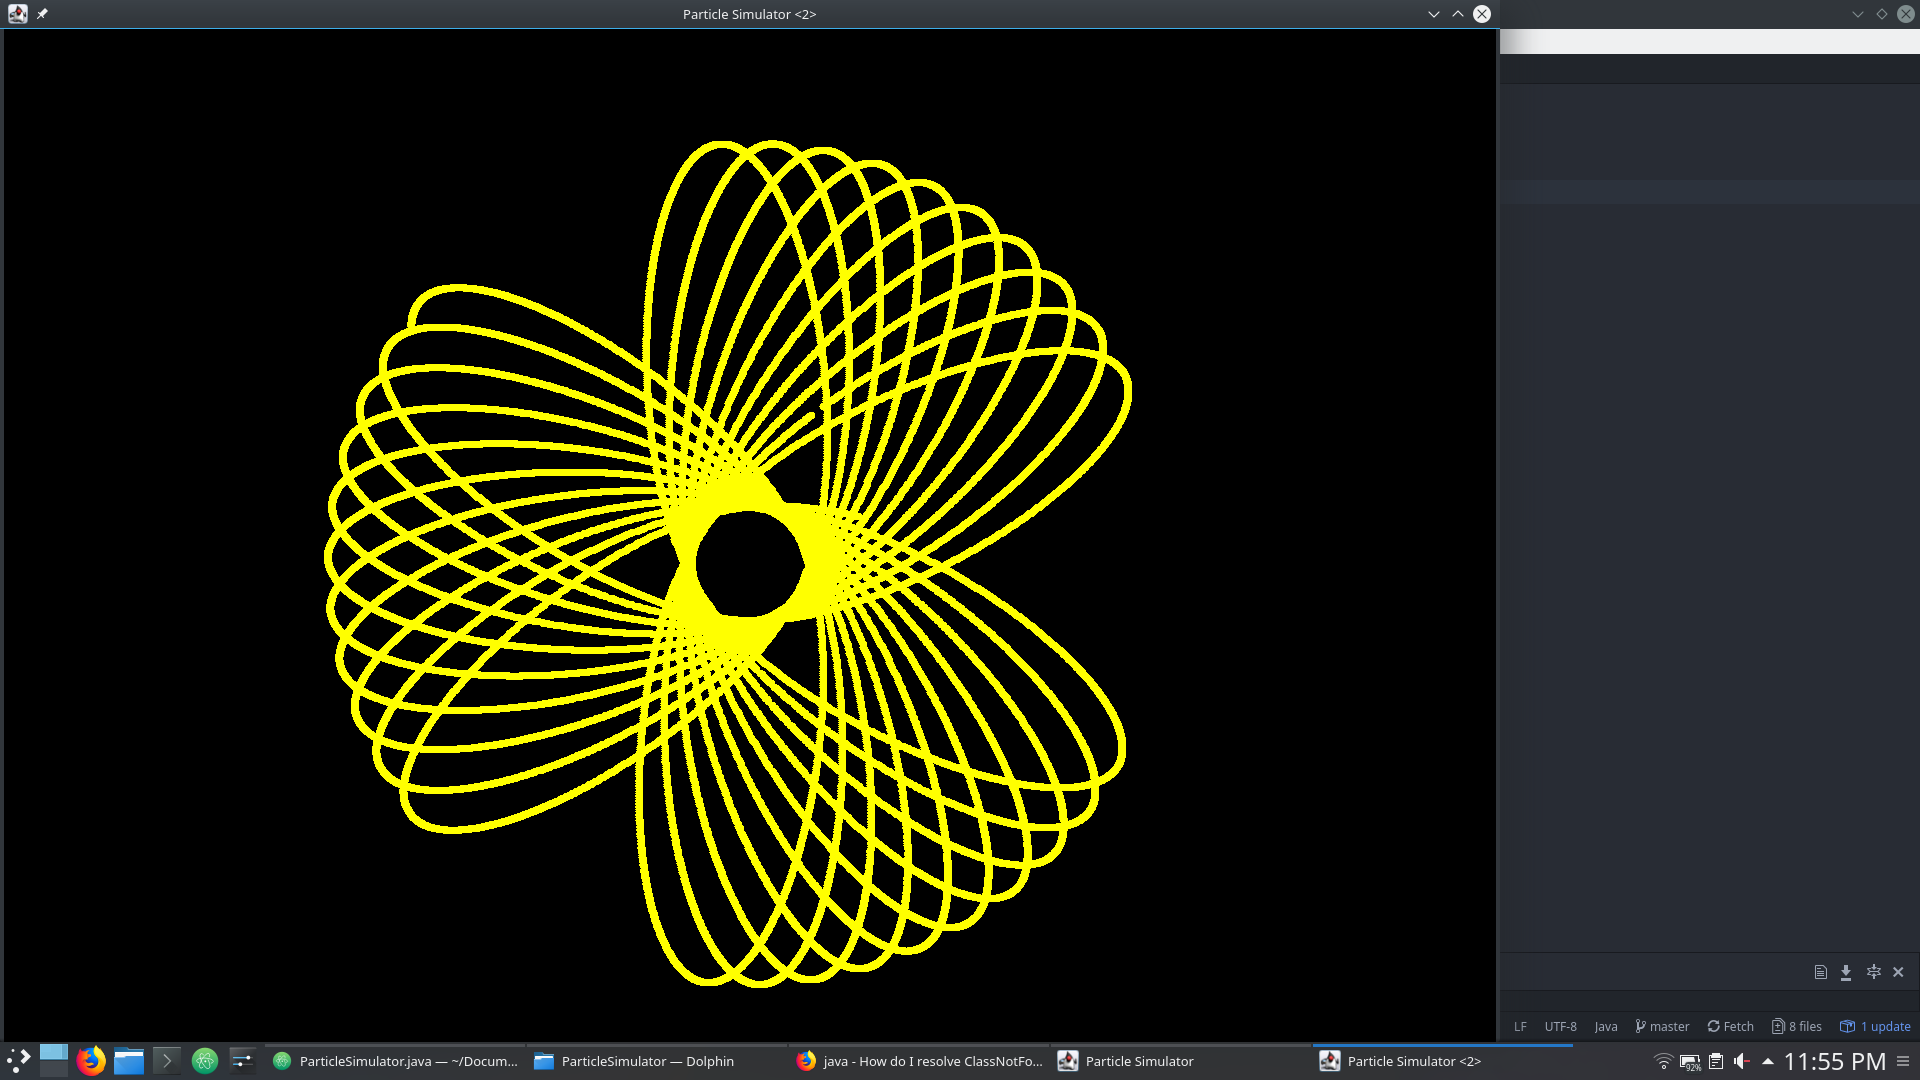 Particle Simulator <2>
LF UTF-8 Java master Fetch 8 files 1 update
ParticleSimulator.java — ~/Docum... ParticleSimulator — Dolphin java - How do I resolve ClassNotFo... Particle Simulator Particle Simulator <2> 92% 11:55 PM